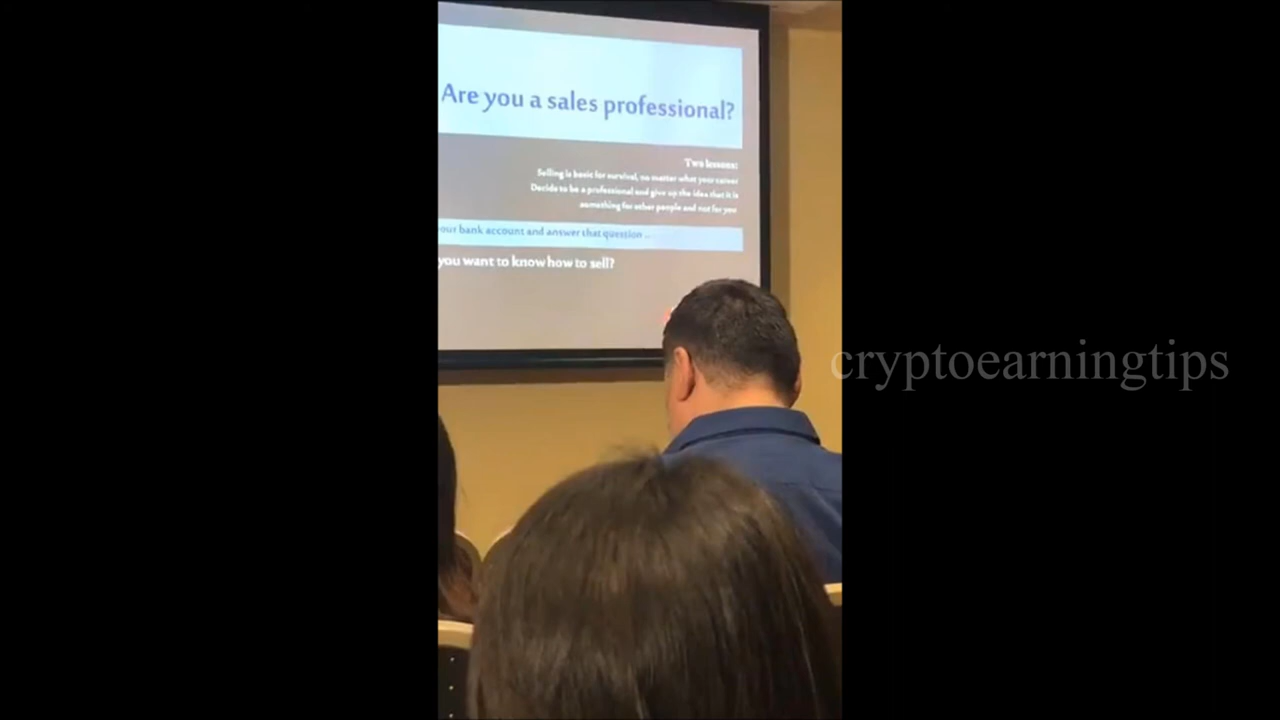 Are you a sales professional?
Two lessons:
Selling is basic for survival, no matter what your career
Decide to be a professional and give up the idea that it is
something for other people and not for you
our bank account and answer that question ..
you want to know how to sell?
cryptoearningtips